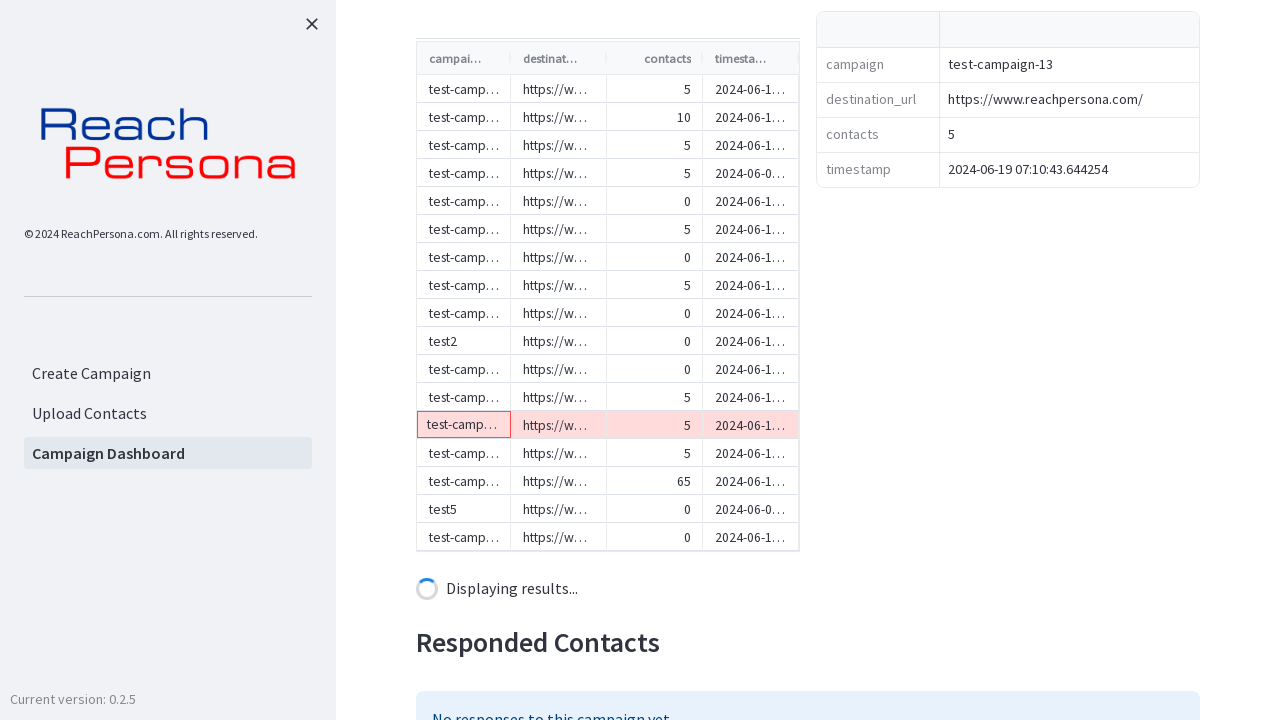 Reach
Persona
© 2024 ReachPersona.com. All rights reserved.
Create Campaign
Upload Contacts
Campaign Dashboard
Current version: 0.2.5
campai… destinat… contacts timesta…
test-camp… https://w… 5 2024-06-1…
test-camp… https://w… 10 2024-06-1…
test-camp… https://w… 5 2024-06-1…
test-camp… https://w… 5 2024-06-0…
test-camp… https://w… 0 2024-06-1…
test-camp… https://w… 5 2024-06-1…
test-camp… https://w… 0 2024-06-1…
test-camp… https://w… 5 2024-06-1…
test-camp… https://w… 0 2024-06-1…
test2 https://w… 0 2024-06-1…
test-camp… https://w… 0 2024-06-1…
test-camp… https://w… 5 2024-06-1…
test-camp… https://w… 5 2024-06-1…
test-camp… https://w… 5 2024-06-1…
test-camp… https://w… 65 2024-06-1…
test5 https://w… 0 2024-06-0…
test-camp… https://w… 0 2024-06-1…
campaign test-campaign-13
destination_url https://www.reachpersona.com/
contacts 5
timestamp 2024-06-19 07:10:43.644254
Displaying results...
Responded Contacts
No responses to this campaign yet